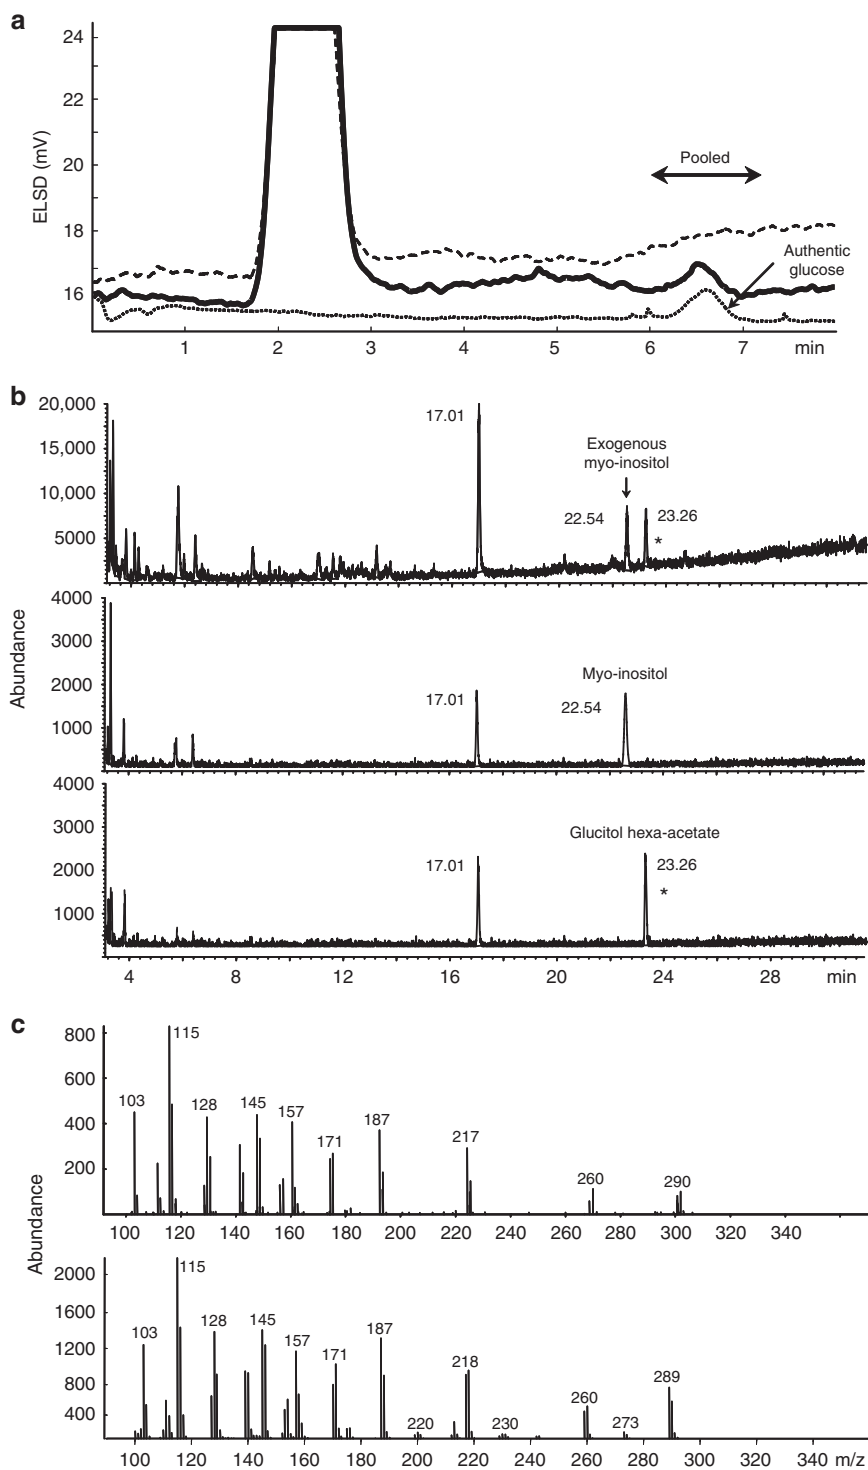 a
24
22
20
18
16
ELSD (mV)
Pooled
Authentic
glucose
1 2 3 4 5 6 7 min
b
20,000
15,000
10,000
5000
17.01
Exogenous
myo-inositol
22.54
23.26
*
Abundance
4000
3000
2000
1000
17.01
Myo-inositol
22.54
4000
3000
2000
1000
17.01
Glucitol hexa-acetate
23.26
*
4 8 12 16 20 24 28 min
c
Abundance
800
600
400
200
103 115 128 145 157 171 187 217 260 290
100 120 140 160 180 200 220 240 260 280 300 320 340
2000
1600
1200
800
400
103 115 128 145 157 171 187 220 218 230 260 273 289
100 120 140 160 180 200 220 240 260 280 300 320 340 m/z